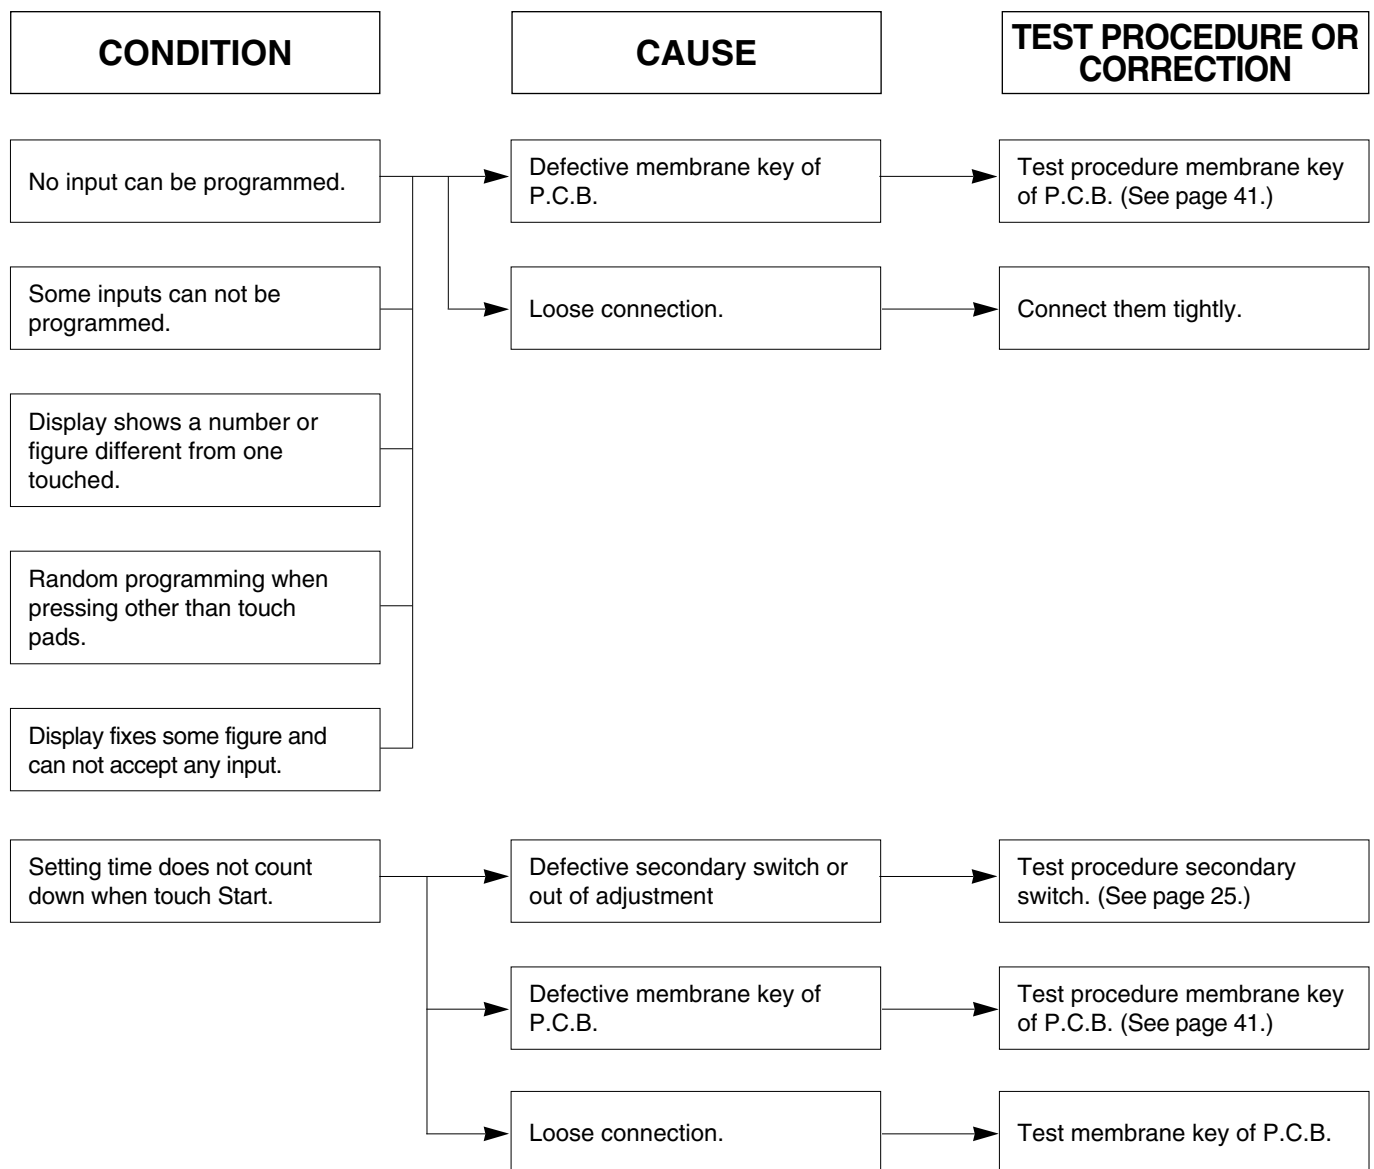 CONDITION
CAUSE
TEST PROCEDURE OR
CORRECTION
No input can be programmed.
Defective membrane key of
P.C.B.
Test procedure membrane key
of P.C.B. (See page 41.)
Some inputs can not be
programmed.
Loose connection.
Connect them tightly.
Display shows a number or
figure different from one
touched.
Random programming when
pressing other than touch
pads.
Display fixes some figure and
can not accept any input.
Setting time does not count
down when touch Start.
Defective secondary switch or
out of adjustment
Test procedure secondary
switch. (See page 25.)
Defective membrane key of
P.C.B.
Test procedure membrane key
of P.C.B. (See page 41.)
Loose connection.
Test membrane key of P.C.B.